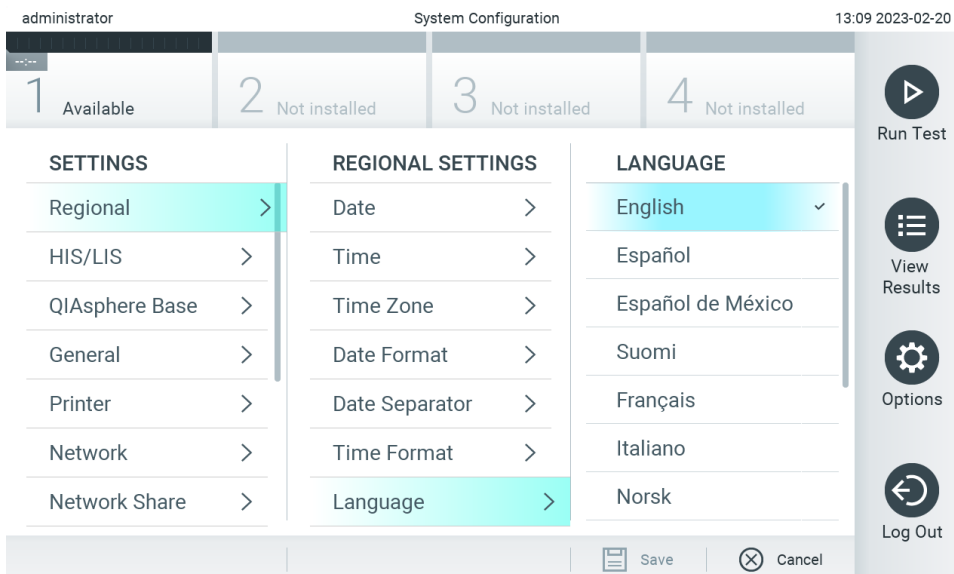 administrator
System Configuration
13:09 2023-02-20
--:--
1 Available
2 Not installed
3 Not installed
4 Not installed
Run Test
View
Results
Options
Log Out
SETTINGS
Regional
HIS/LIS
QIAsphere Base
General
Printer
Network
Network Share
REGIONAL SETTINGS
Date
Time
Time Zone
Date Format
Date Separator
Time Format
Language
LANGUAGE
English
Español
Español de México
Suomi
Français
Italiano
Norsk
Save
Cancel